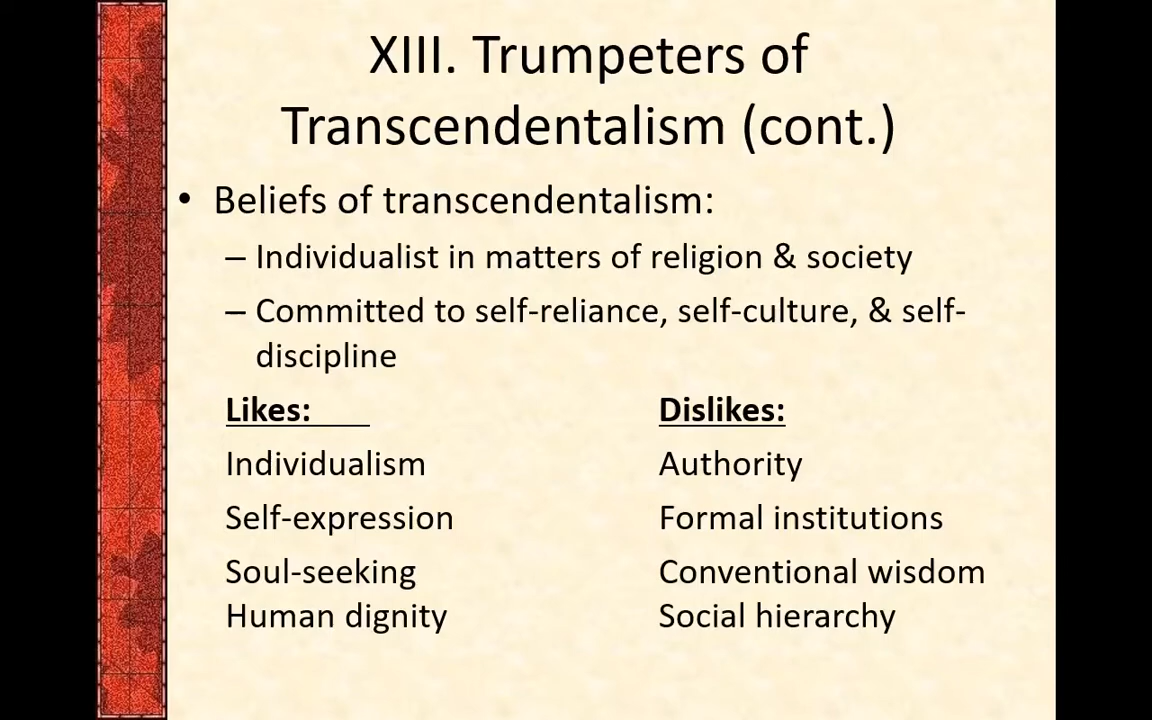 XIII. Trumpeters of
Transcendentalism (cont.)
• Beliefs of transcendentalism:
– Individualist in matters of religion & society
– Committed to self-reliance, self-culture, & self-
discipline
Likes: Dislikes:
Individualism Authority
Self-expression Formal institutions
Soul-seeking Conventional wisdom
Human dignity Social hierarchy